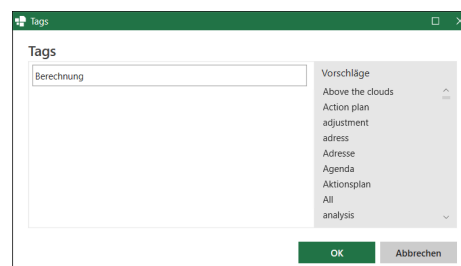 Tags
Tags
Berechnung
Vorschläge
Above the clouds
Action plan
adjustment
adress
Adresse
Agenda
Aktionsplan
All
analysis
OK
Abbrechen